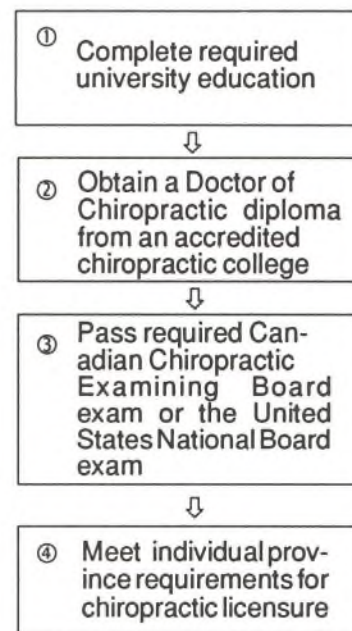 ① Complete required
university education
② Obtain a Doctor of
Chiropractic diploma
from an accredited
chiropractic college
③ Pass required Can-
adian Chiropractic
Examining Board
exam or the United
States National Board
exam
④ Meet individual prov-
ince requirements for
chiropractic licensure